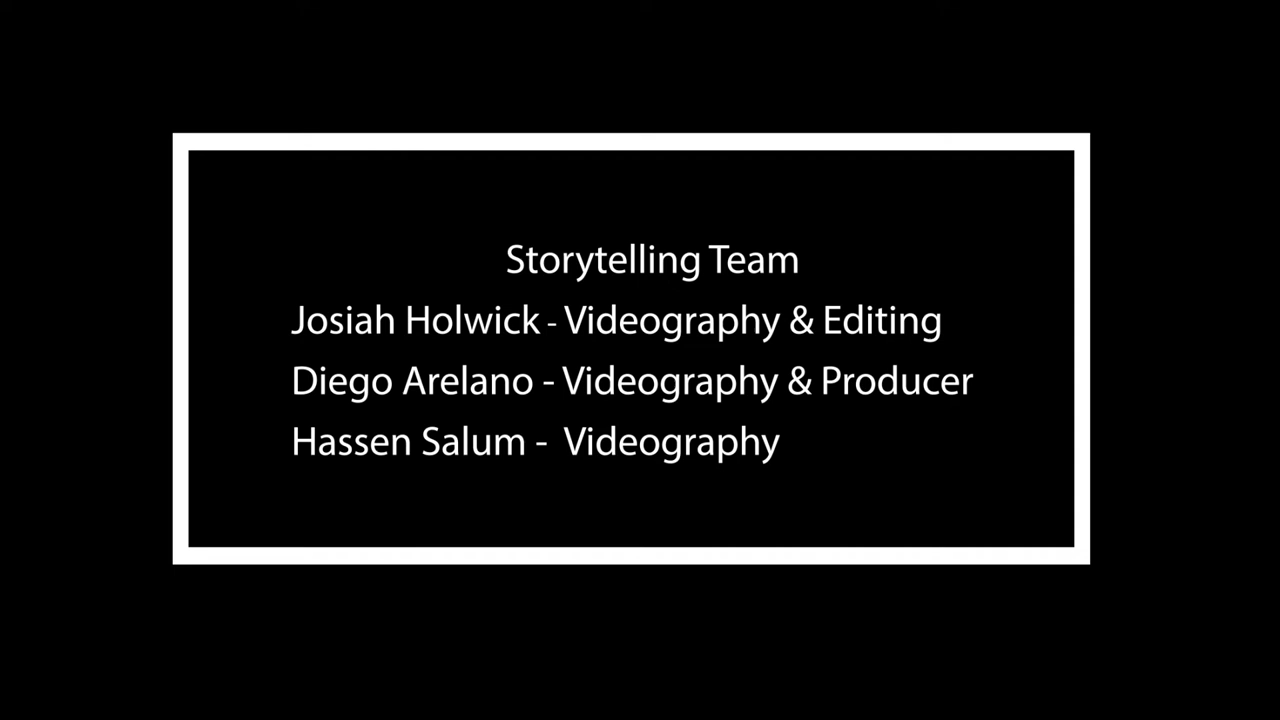 Storytelling Team
Josiah Holwick - Videography & Editing
Diego Arelano - Videography & Producer
Hassen Salum -  Videography